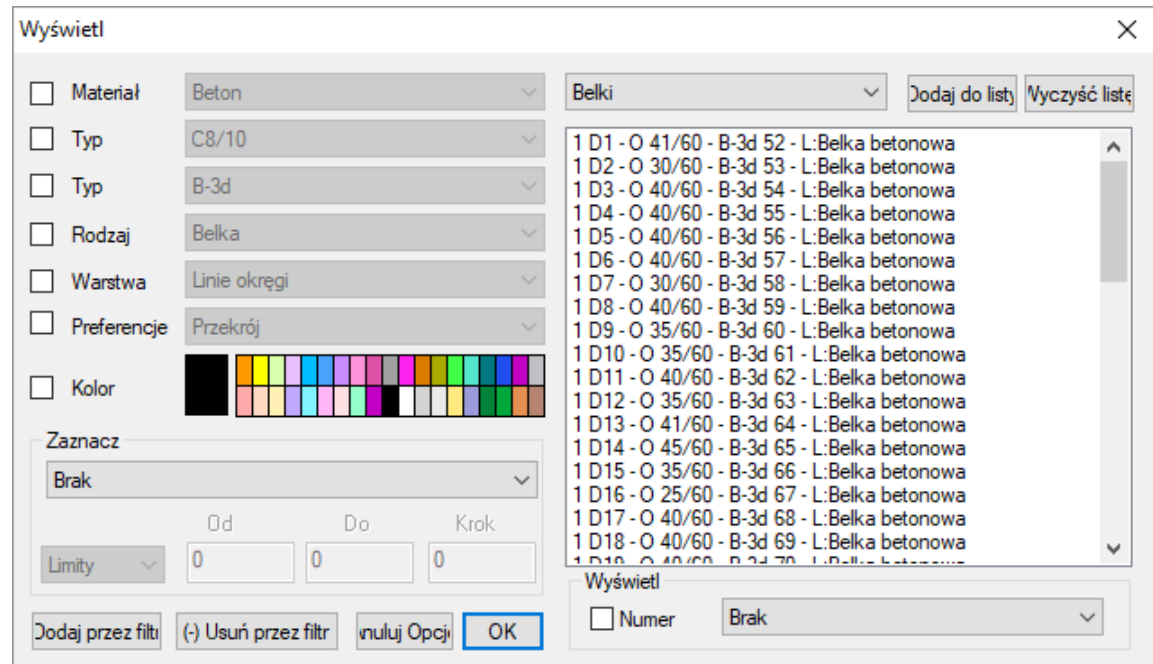 Wyświetl
Materiał Beton
Typ C8/10
Typ B-3d
Rodzaj Belka
Warstwa Linie okręgi
Preferencje Przekrój
Kolor
Zaznacz
Brak
Od Do Krok
Limity 0 0 0
Dodaj przez filtr (-) Usuń przez filtr nuluj Opcje OK
Belki Dodaj do listy Wyczyść listę
1 D1 - O 41/60 - B-3d 52 - L:Belka betonowa
1 D2 - O 30/60 - B-3d 53 - L:Belka betonowa
1 D3 - O 40/60 - B-3d 54 - L:Belka betonowa
1 D4 - O 40/60 - B-3d 55 - L:Belka betonowa
1 D5 - O 40/60 - B-3d 56 - L:Belka betonowa
1 D6 - O 40/60 - B-3d 57 - L:Belka betonowa
1 D7 - O 30/60 - B-3d 58 - L:Belka betonowa
1 D8 - O 40/60 - B-3d 59 - L:Belka betonowa
1 D9 - O 35/60 - B-3d 60 - L:Belka betonowa
1 D10 - O 35/60 - B-3d 61 - L:Belka betonowa
1 D11 - O 40/60 - B-3d 62 - L:Belka betonowa
1 D12 - O 35/60 - B-3d 63 - L:Belka betonowa
1 D13 - O 41/60 - B-3d 64 - L:Belka betonowa
1 D14 - O 45/60 - B-3d 65 - L:Belka betonowa
1 D15 - O 35/60 - B-3d 66 - L:Belka betonowa
1 D16 - O 25/60 - B-3d 67 - L:Belka betonowa
1 D17 - O 40/60 - B-3d 68 - L:Belka betonowa
1 D18 - O 40/60 - B-3d 69 - L:Belka betonowa
1 D19 - O 40/60 - B-3d 70 - L:Belka betonowa
Wyświetl
Numer Brak